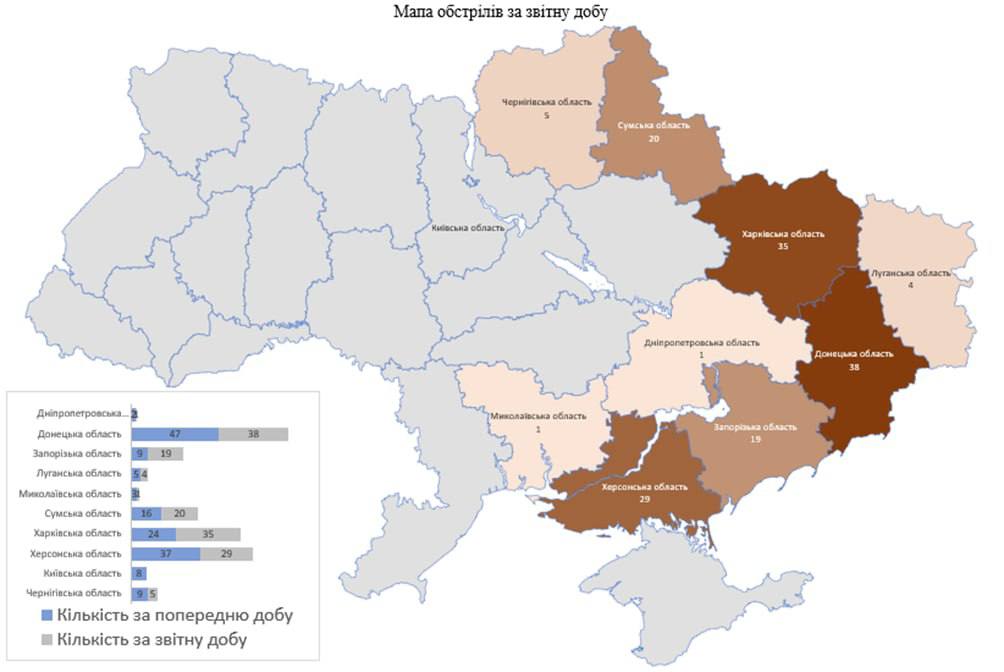 Мапа обстрілів за звітну добу
Чернігівська область
5
Сумська область
20
Київська область
Харківська область
35
Луганська область
4
Дніпропетровська область
1
Донецька область
38
Миколаївська область
1
Запорізька область
19
Херсонська область
29
Дніпропетровська...
Донецька область 47 38
Запорізька область 9 19
Луганська область 5 4
Миколаївська область
Сумська область 16 20
Харківська область 24 35
Херсонська область 37 29
Київська область 8
Чернігівська область 9 5
Кількість за попередню добу
Кількість за звітну добу